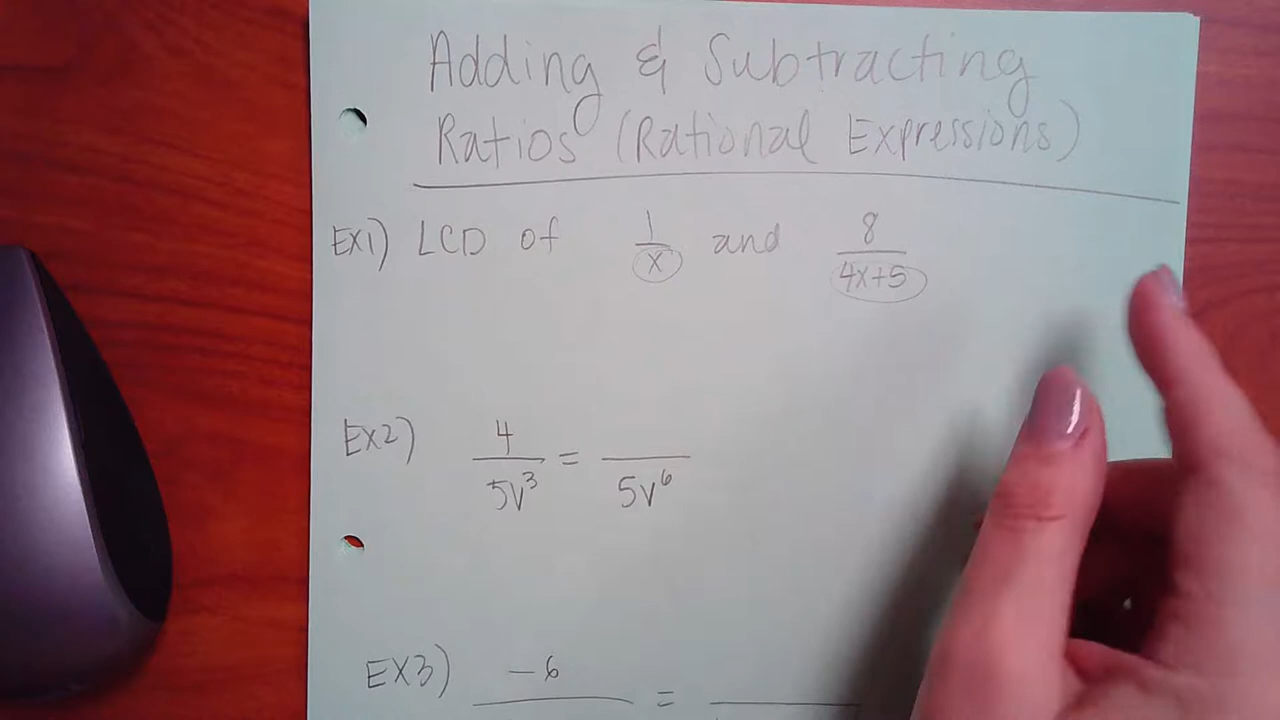 Adding & Subtracting
Ratios (Rational Expressions)
EX1) LCD of 1/x and 8/(4x+5)
EX2) 4/(5v³) = /(5v⁶)
EX3) -6/ = /